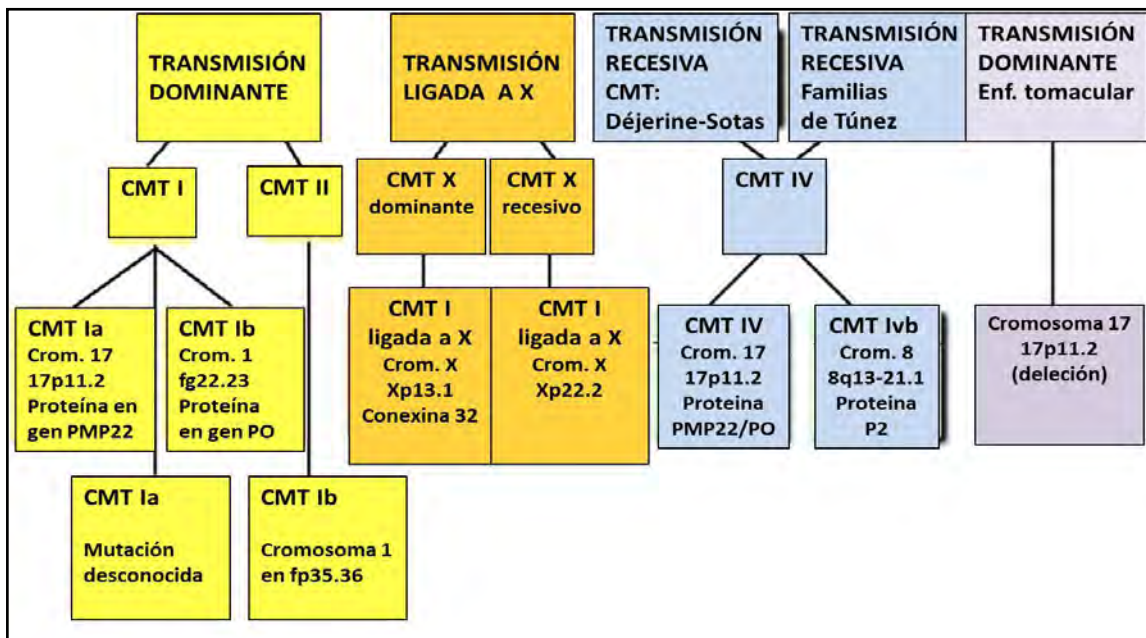 TRANSMISIÓN
DOMINANTE
TRANSMISIÓN
LIGADA A X
TRANSMISIÓN
RECESIVA
CMT:
Déjerine-Sotas
TRANSMISIÓN
RECESIVA
Familias
de Túnez
TRANSMISIÓN
DOMINANTE
Enf. tomacular
CMT I
CMT II
CMT X
dominante
CMT X
recesivo
CMT IV
CMT Ia
Crom. 17
17p11.2
Proteína en
gen PMP22
CMT Ib
Crom. 1
fg22.23
Proteína
en gen PO
CMT I
ligada a X
Crom. X
Xp13.1
Conexina 32
CMT I
ligada a X
Crom. X
Xp22.2
CMT IV
Crom. 17
17p11.2
Proteina
PMP22/PO
CMT Ivb
Crom. 8
8q13-21.1
Proteina
P2
Cromosoma 17
17p11.2
(deleción)
CMT Ia
Mutación
desconocida
CMT Ib
Cromosoma 1
en fp35.36